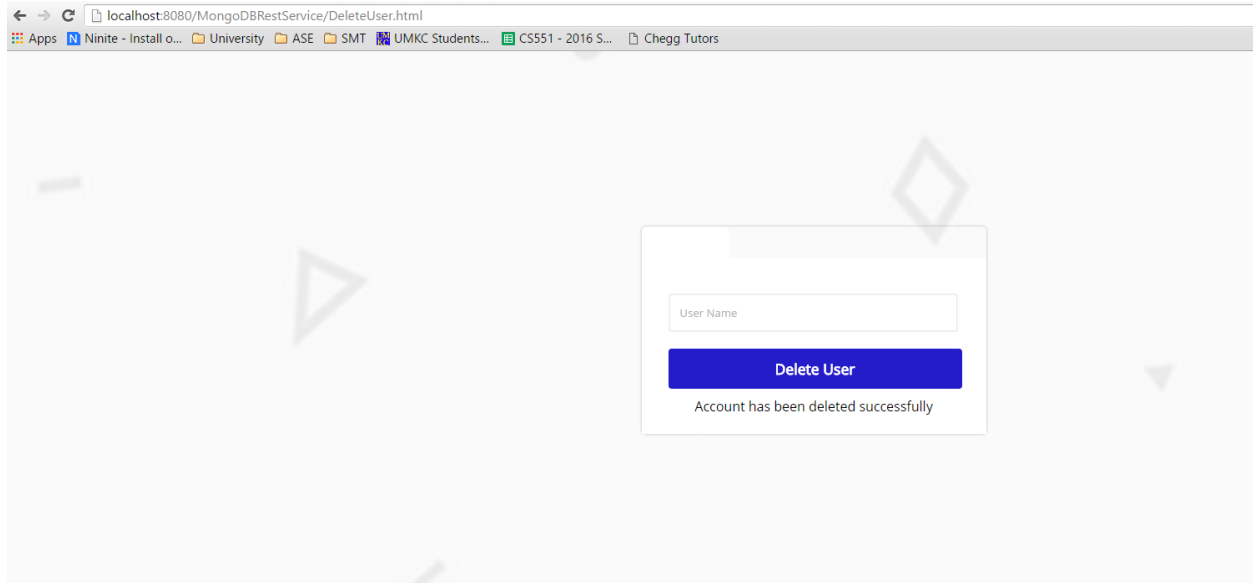 localhost:8080/MongoDBRestService/DeleteUser.html
Apps N Ninite - Install o... University ASE SMT UMKC Students... CS551 - 2016 S... Chegg Tutors
User Name
Delete User
Account has been deleted successfully